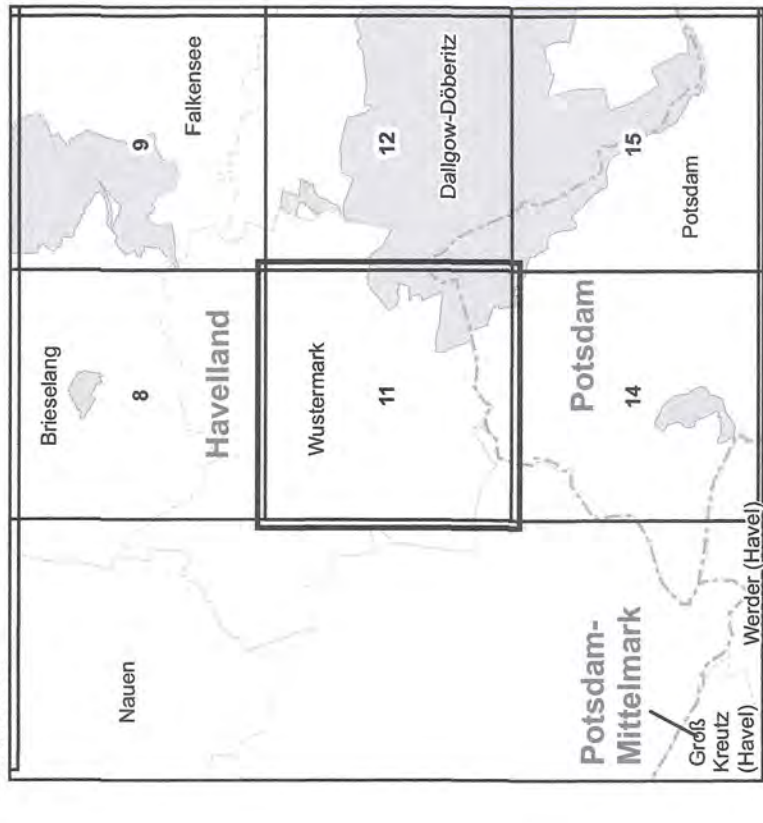 Brieselang
8
9
Falkensee
Nauen
Havelland
Wustermark
11
12
Dallgow-Döberitz
Potsdam
14
15
Potsdam
Potsdam-
Mittelmark
Groß
Kreutz
(Havel)
Werder (Havel)